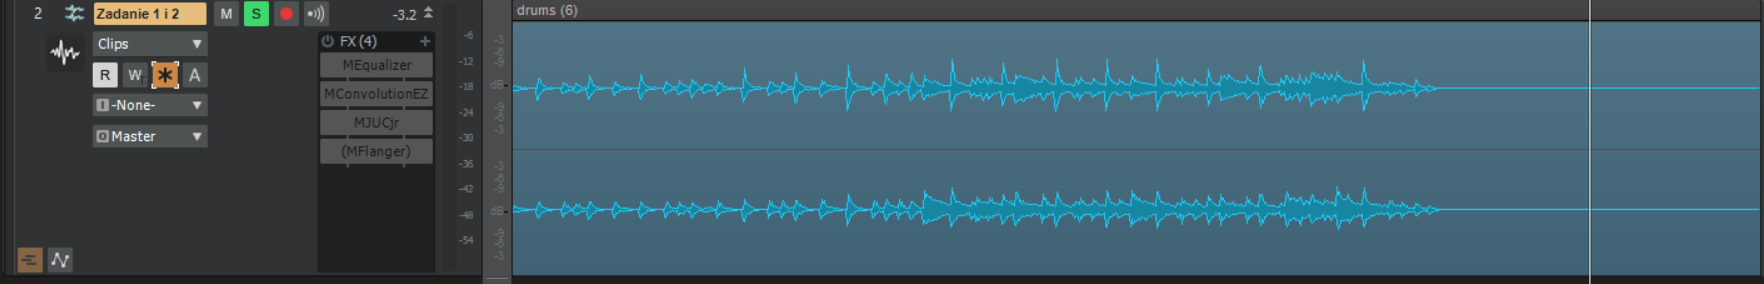 2 Zadanie 1 i 2 M S -3.2
Clips
R W * A
I -None-
O Master
FX (4) +
MEqualizer
MConvolutionEZ
MJUCjr
(MFlanger)
-6
-12
-18
-24
-30
-36
-42
-48
-54
-3
-6
-9
dB-
-9
-6
-3
-3
-6
-9
dB-
-9
-6
-3
drums (6)